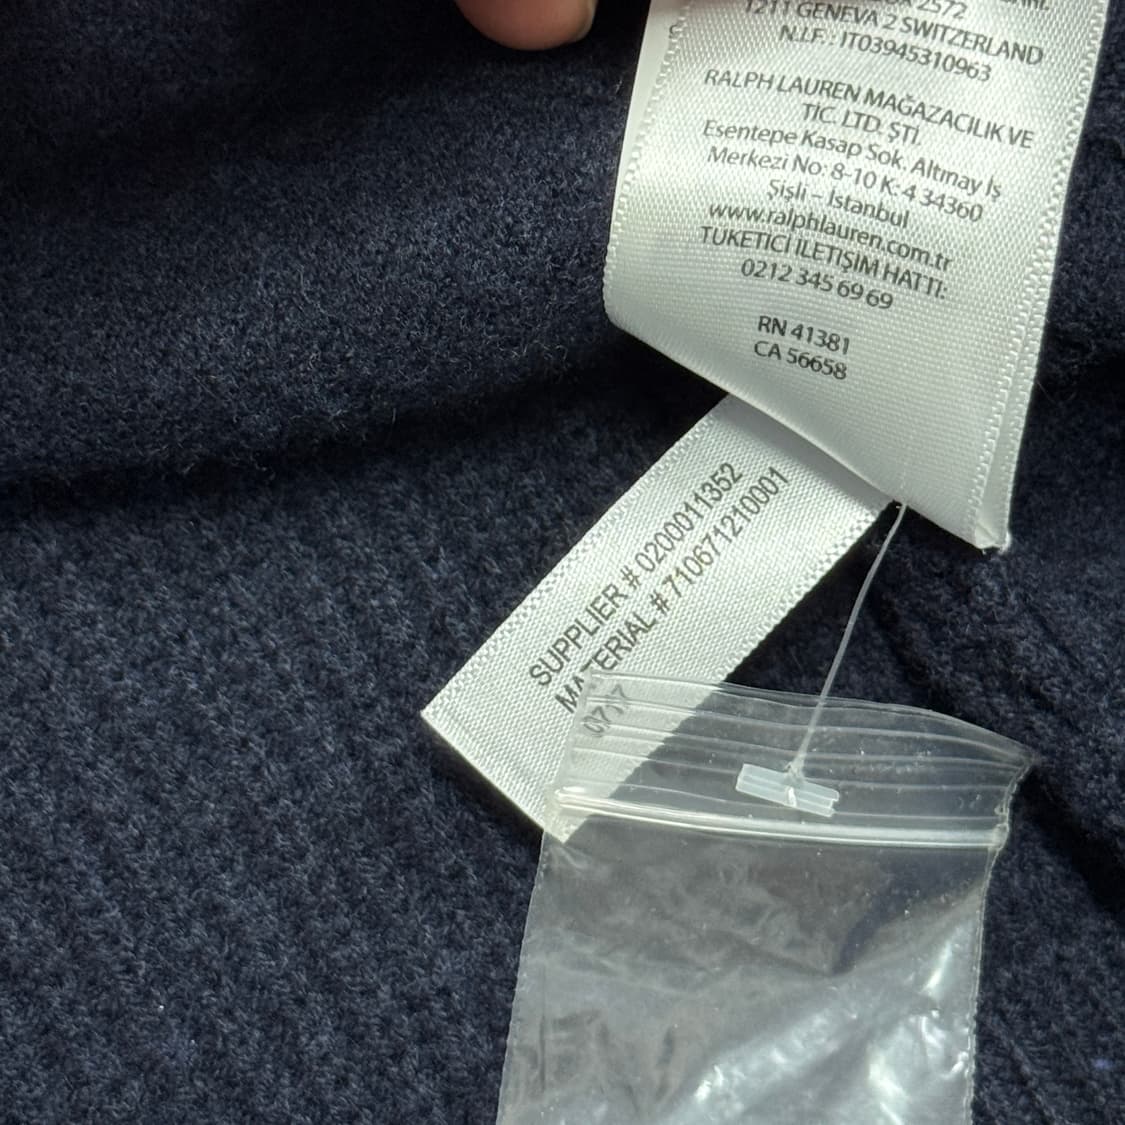 2572
1211 GENEVA 2 SWITZERLAND
N.I.F.: IT03945310963
RALPH LAUREN MAĞAZACILIK VE
TİC. LTD. ŞTİ.
Esentepe Kasap Sok. Altınay İş
Merkezi No: 8-10 K: 4 34360
Şişli – İstanbul
www.ralphlauren.com.tr
TÜKETİCİ İLETİŞİM HATTI:
0212 345 69 69
RN 41381
CA 56658
SUPPLIER # 0200011352
MATERIAL # 710671210001
0717